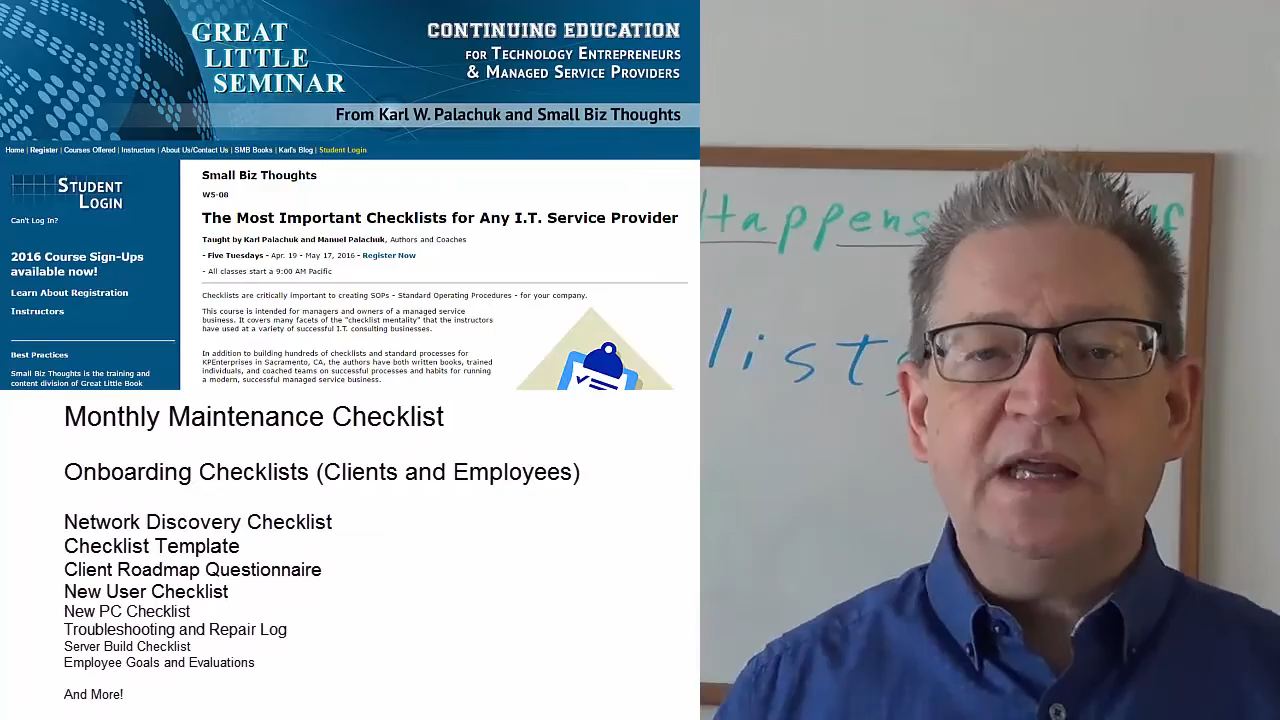 GREAT
LITTLE
SEMINAR
CONTINUING EDUCATION
FOR TECHNOLOGY ENTREPRENEURS
& MANAGED SERVICE PROVIDERS
From Karl W. Palachuk and Small Biz Thoughts
Home | Register | Courses Offered | Instructors | About Us/Contact Us | SMB Books | Karl's Blog | Student Login
STUDENT
LOGIN
Can't Log In?
2016 Course Sign-Ups
available now!
Learn About Registration
Instructors
Best Practices
Small Biz Thoughts is the training and
content division of Great Little Book
Small Biz Thoughts
W5-08
The Most Important Checklists for Any I.T. Service Provider
Taught by Karl Palachuk and Manuel Palachuk, Authors and Coaches
- Five Tuesdays - Apr. 19 - May 17, 2016 - Register Now
- All classes start a 9:00 AM Pacific
Checklists are critically important to creating SOPs - Standard Operating Procedures - for your company.
This course is intended for managers and owners of a managed service
business. It covers many facets of the "checklist mentality" that the instructors
have used at a variety of successful I.T. consulting businesses.
In addition to building hundreds of checklists and standard processes for
KPEnterprises in Sacramento, CA, the authors have both written books, trained
individuals, and coached teams on successful processes and habits for running
a modern, successful managed service business.
Monthly Maintenance Checklist
Onboarding Checklists (Clients and Employees)
Network Discovery Checklist
Checklist Template
Client Roadmap Questionnaire
New User Checklist
New PC Checklist
Troubleshooting and Repair Log
Server Build Checklist
Employee Goals and Evaluations
And More!
Happens
lists